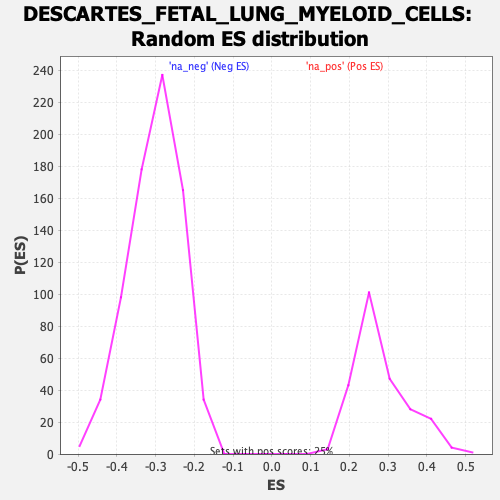 DESCARTES_FETAL_LUNG_MYELOID_CELLS:
Random ES distribution
'na_neg' (Neg ES)
'na_pos' (Pos ES)
240
220
200
180
160
140
120
100
80
60
40
20
0
P(ES)
Sets with pos scores: 25%
-0.5 -0.4 -0.3 -0.2 -0.1 0.0 0.1 0.2 0.3 0.4 0.5
ES